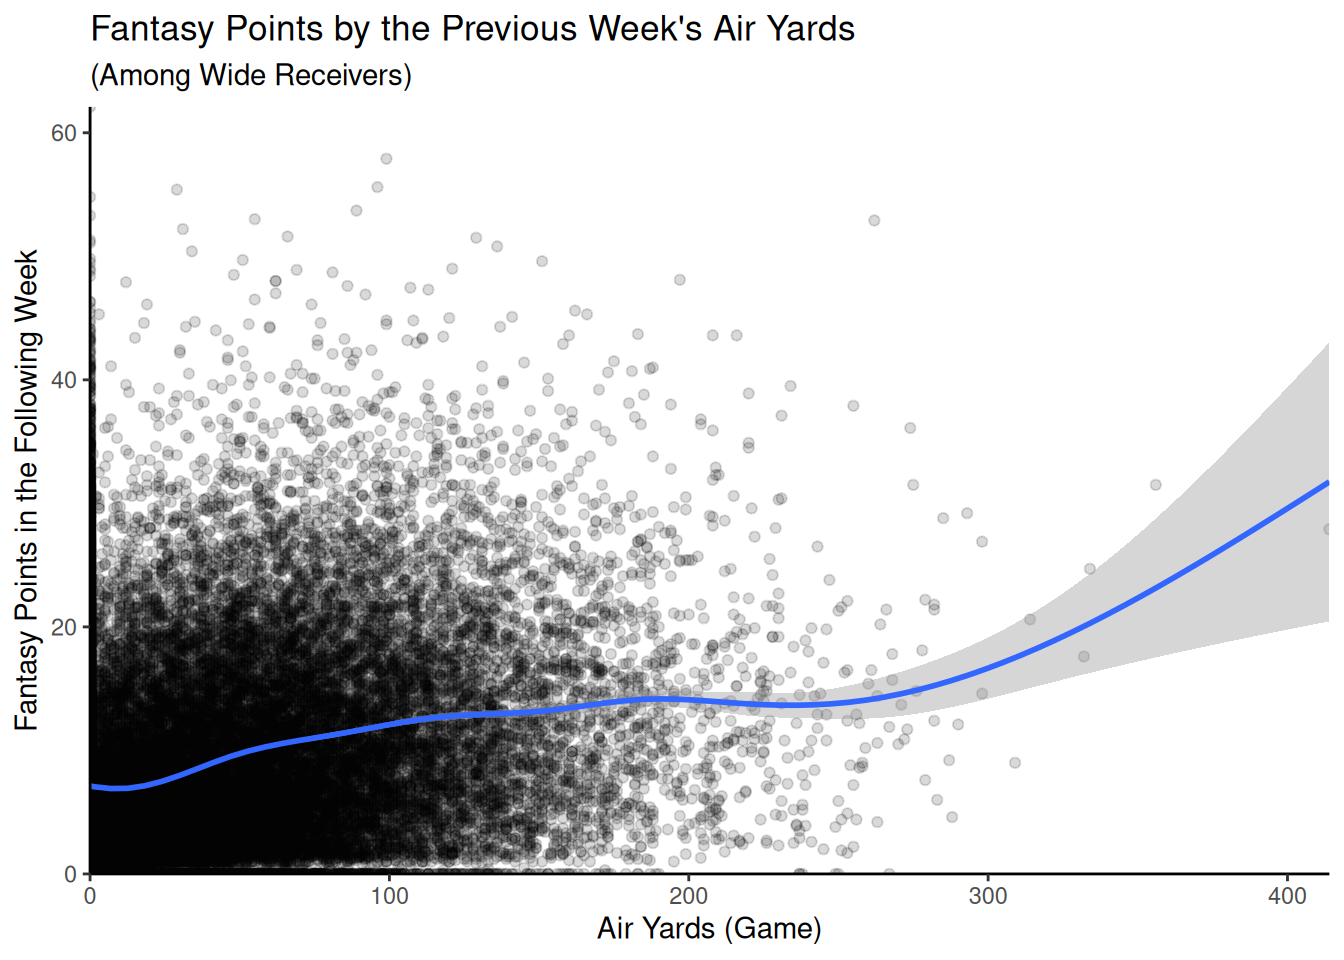 Fantasy Points by the Previous Week's Air Yards
(Among Wide Receivers)
Fantasy Points in the Following Week
60
40
20
0
0 100 200 300 400
Air Yards (Game)